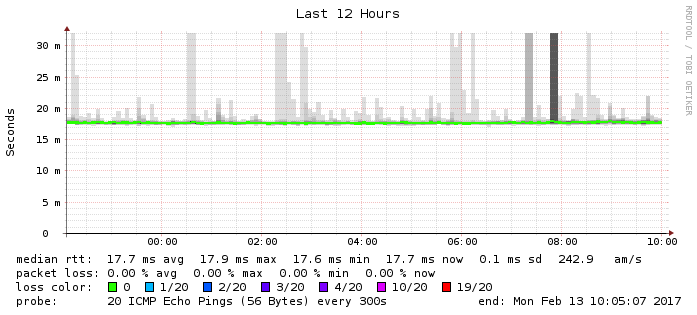 Last 12 Hours
RRDTOOL / TOBI OETIKER
Seconds
30 m
25 m
20 m
15 m
10 m
5 m
0
00:00 02:00 04:00 06:00 08:00 10:00
median rtt: 17.7 ms avg 17.9 ms max 17.6 ms min 17.7 ms now 0.1 ms sd 242.9 am/s
packet loss: 0.00 % avg 0.00 % max 0.00 % min 0.00 % now
loss color: 0 1/20 2/20 3/20 4/20 10/20 19/20
probe: 20 ICMP Echo Pings (56 Bytes) every 300s end: Mon Feb 13 10:05:07 2017